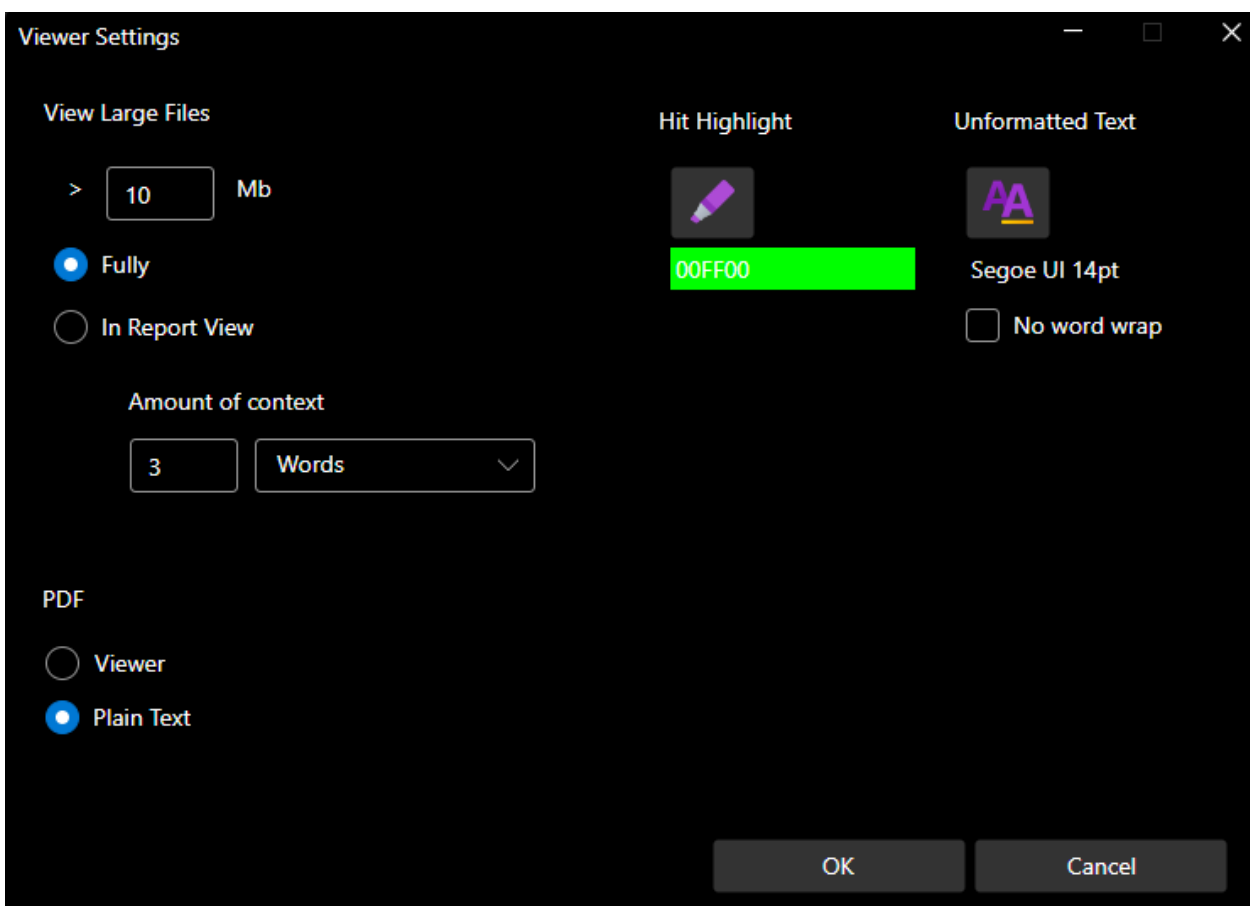 Viewer Settings
View Large Files
> 10 Mb
Fully
In Report View
Amount of context
3 Words
PDF
Viewer
Plain Text
Hit Highlight
00FF00
Unformatted Text
AA
Segoe UI 14pt
No word wrap
OK
Cancel